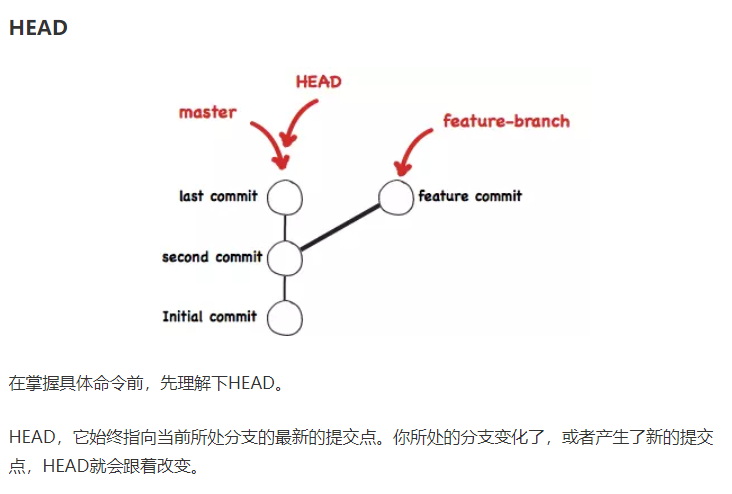 HEAD
HEAD
master
feature-branch
last commit
feature commit
second commit
Initial commit
在掌握具体命令前，先理解下HEAD。
HEAD，它始终指向当前所处分支的最新的提交点。你所处的分支变化了，或者产生了新的提交
点，HEAD就会跟着改变。